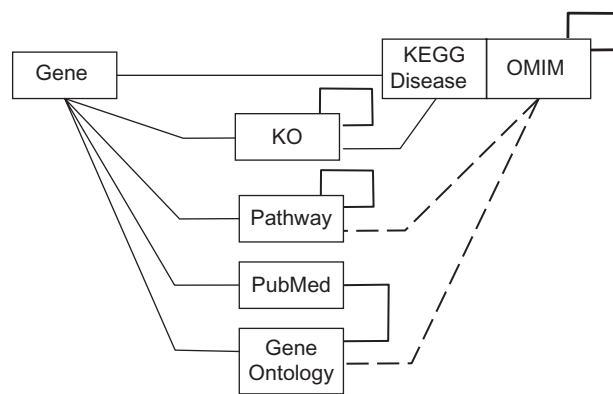 Gene
KEGG
Disease
OMIM
KO
Pathway
PubMed
Gene
Ontology